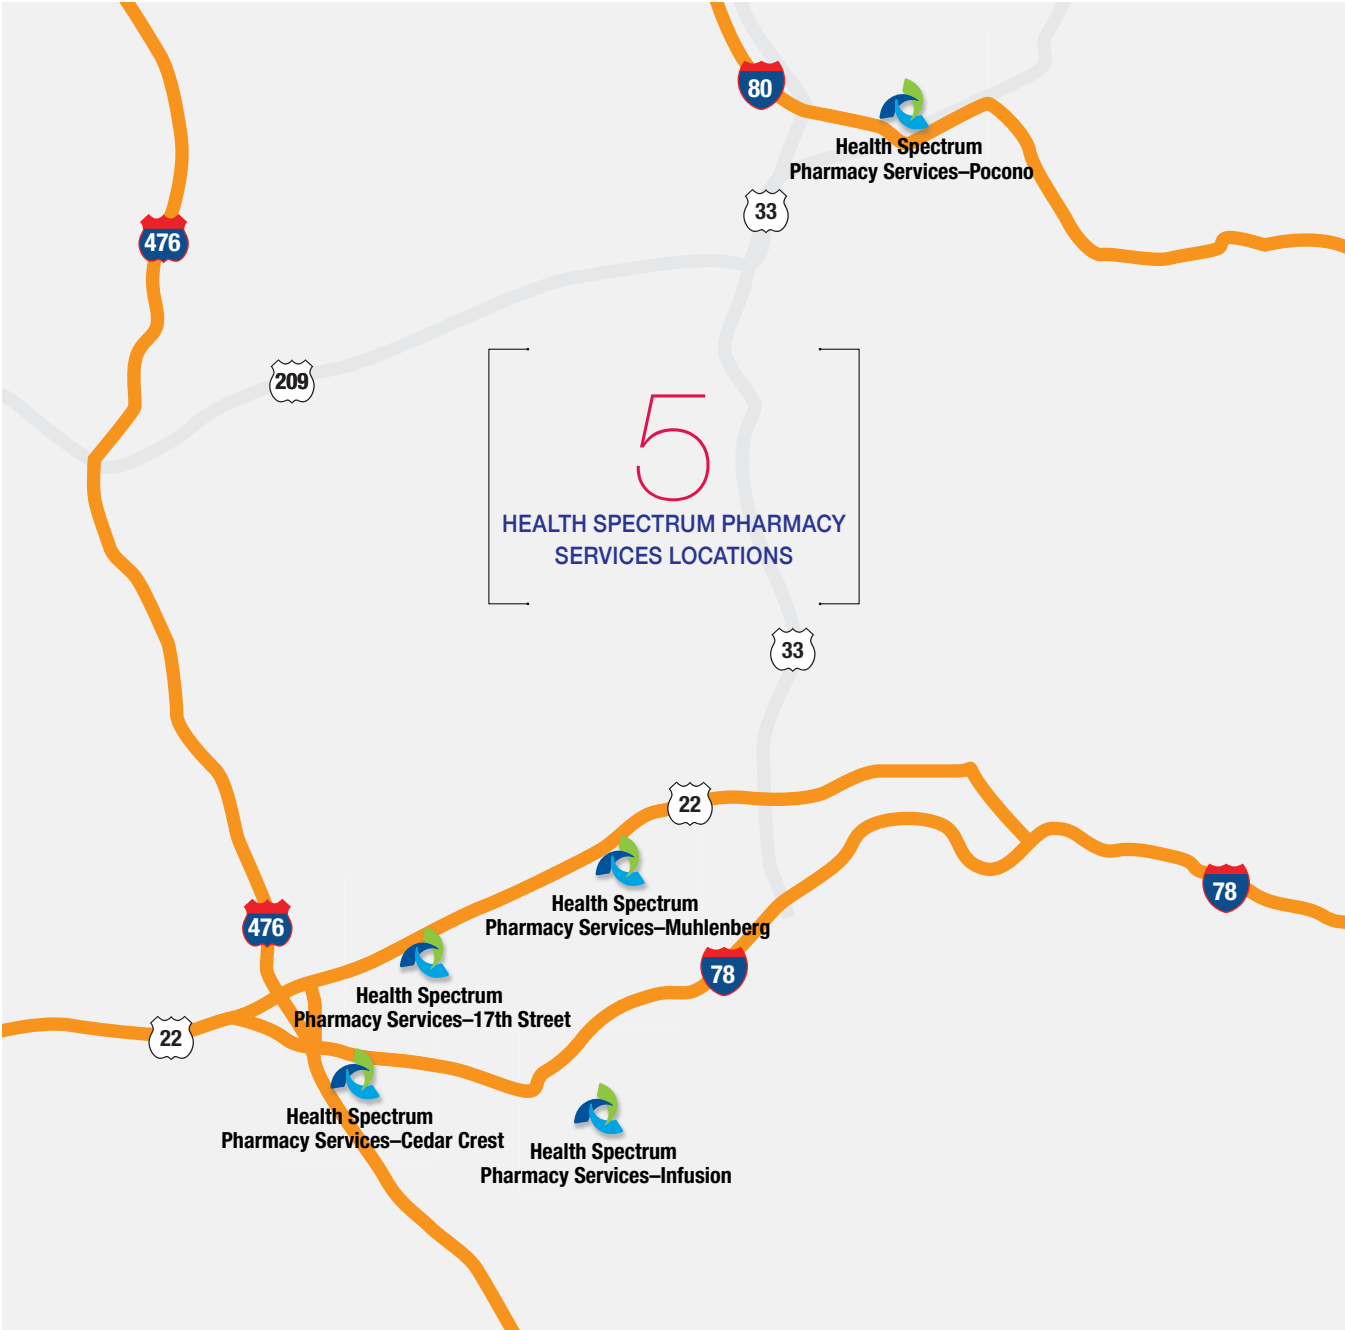 80
Health Spectrum
Pharmacy Services–Pocono
33
476
209
5
HEALTH SPECTRUM PHARMACY
SERVICES LOCATIONS
33
22
78
Health Spectrum
Pharmacy Services–Muhlenberg
476
78
Health Spectrum
Pharmacy Services–17th Street
22
Health Spectrum
Pharmacy Services–Cedar Crest
Health Spectrum
Pharmacy Services–Infusion